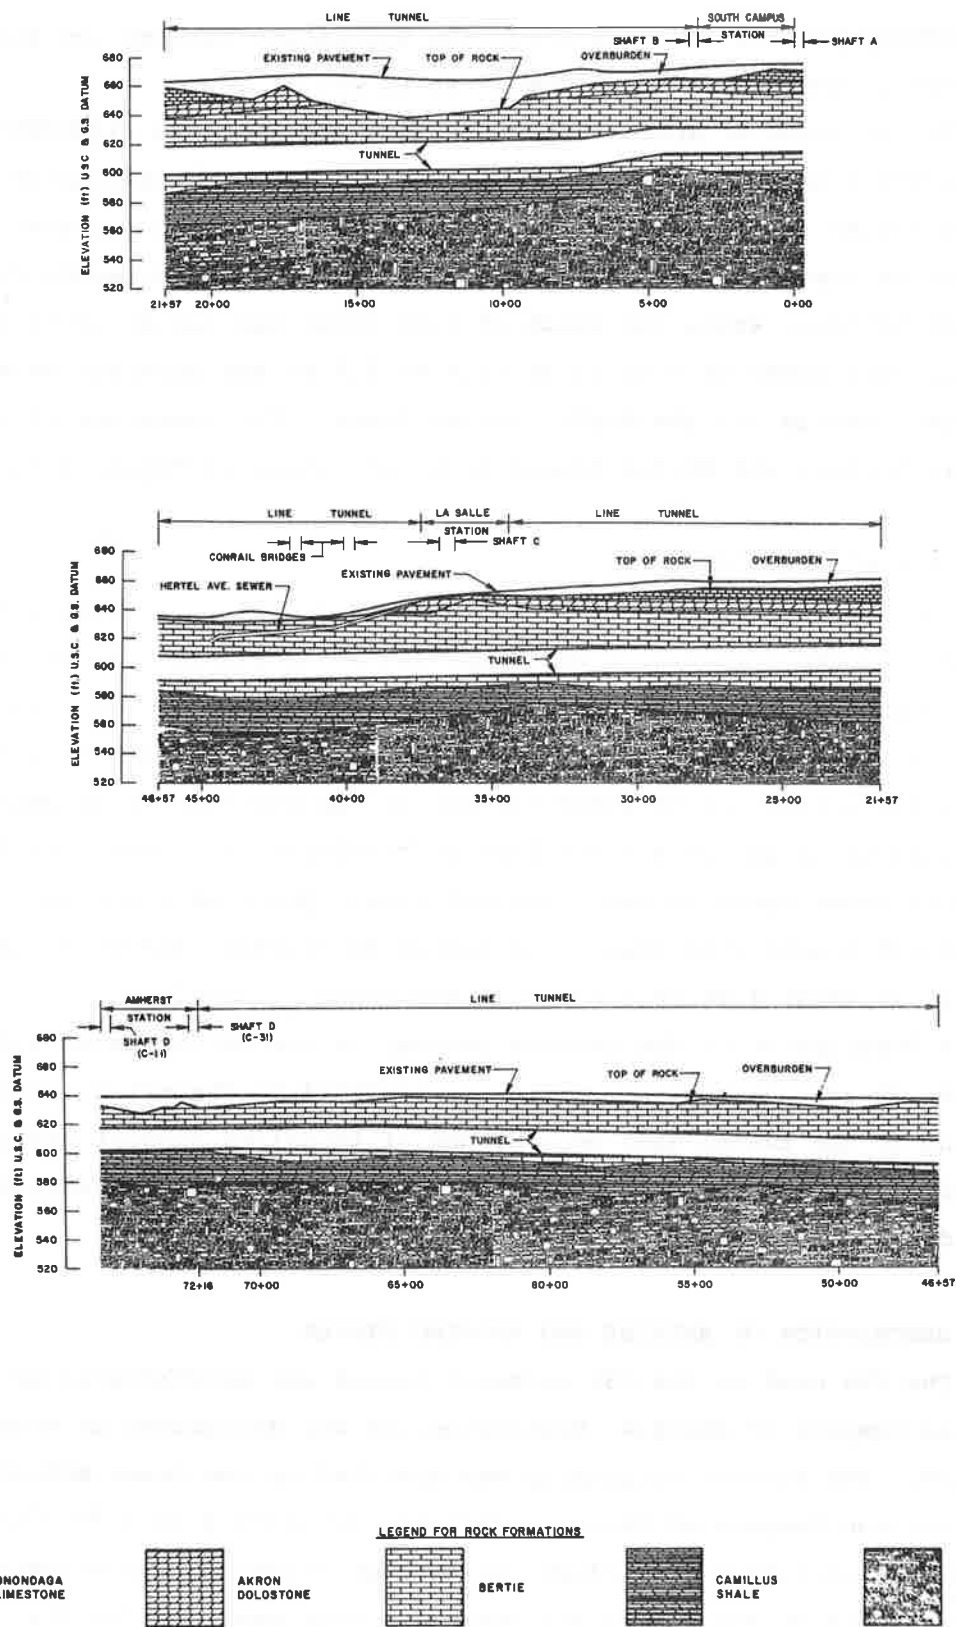 LINE TUNNEL
SOUTH CAMPUS
STATION
SHAFT B
SHAFT A
EXISTING PAVEMENT
TOP OF ROCK
OVERBURDEN
TUNNEL
ELEVATION (ft) U.S.C & G.S. DATUM
680
660
640
620
600
580
560
540
520
21+57
20+00
15+00
10+00
5+00
0+00
LINE TUNNEL
LA SALLE
STATION
LINE TUNNEL
CONRAIL BRIDGES
SHAFT C
HERTEL AVE. SEWER
EXISTING PAVEMENT
TOP OF ROCK
OVERBURDEN
TUNNEL
ELEVATION (ft.) U.S.C. & G.S. DATUM
680
660
640
620
600
580
560
540
520
46+57
45+00
40+00
35+00
30+00
25+00
21+57
AMHERST
STATION
LINE TUNNEL
SHAFT D
(C-11)
SHAFT D
(C-31)
EXISTING PAVEMENT
TOP OF ROCK
OVERBURDEN
TUNNEL
ELEVATION (ft.) U.S.C. & G.S. DATUM
680
660
640
620
600
580
560
540
520
72+16
70+00
65+00
60+00
55+00
50+00
46+57
LEGEND FOR ROCK FORMATIONS
NONDAGA
LIMESTONE
AKRON
DOLOSTONE
BERTIE
CAMILLUS
SHALE